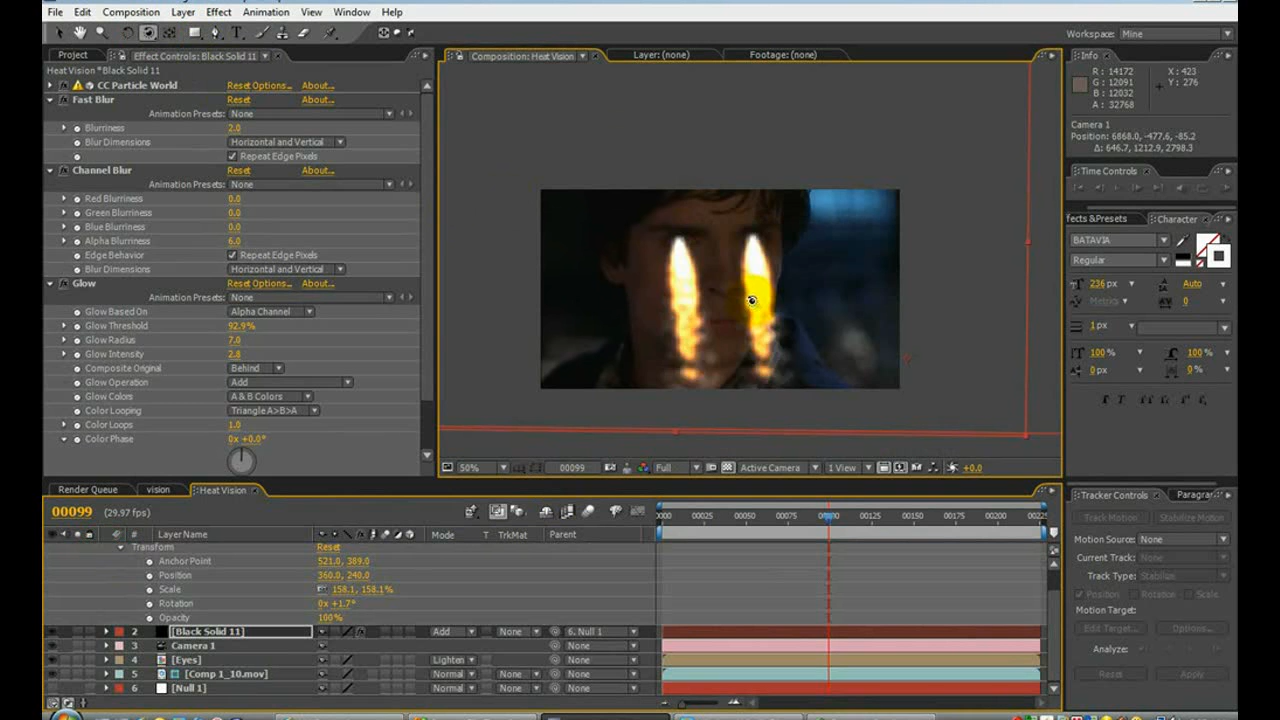 File Edit Composition Layer Effect Animation View Window Help
Workspace: Mine
Project Effect Controls: Black Solid 11
Composition: Heat Vision Layer: (none) Footage: (none)
Info
Heat Vision * Black Solid 11
CC Particle World Reset Options... About...
Fast Blur Reset About...
Animation Presets: None
Blurriness 2.0
Blur Dimensions Horizontal and Vertical
Repeat Edge Pixels
Channel Blur Reset About...
Animation Presets: None
Red Blurriness 0.0
Green Blurriness 0.0
Blue Blurriness 0.0
Alpha Blurriness 6.0
Edge Behavior Repeat Edge Pixels
Blur Dimensions Horizontal and Vertical
Glow Reset Options... About...
Animation Presets: None
Glow Based On Alpha Channel
Glow Threshold 92.9%
Glow Radius 7.0
Glow Intensity 2.8
Composite Original Behind
Glow Operation Add
Glow Colors A & B Colors
Color Looping Triangle A>B>A
Color Loops 1.0
Color Phase 0x +0.0°
50% 00099 Full Active Camera 1 View +0.0
R: 14172 X: 423
G: 12091 Y: 276
B: 12032
A: 32768
Camera 1
Position: 6868.0, -477.6, -85.2
Δ: 646.7, 1212.9, 2798.3
Time Controls
ffects&Presets Character
BATAVIA
Regular
236 px Auto
Metrics 0
1 px
100 % 100 %
0 px 0 %
Render Queue vision Heat Vision
00099 (29.97 fps)
0000 00025 00050 00075 00100 00125 00150 00175 00200 00225
# Layer Name Mode T TrkMat Parent
Transform Reset
Anchor Point 521.0, 389.0
Position 360.0, 240.0
Scale 158.1, 158.1%
Rotation 0x +1.7°
Opacity 100%
2 [Black Solid 11] Add None 6. Null 1
3 Camera 1 None
4 [Eyes] Lighten None
5 [Comp 1_10.mov] Normal None None
6 [Null 1] Normal None None
Tracker Controls Paragra
Track Motion Stabilize Motion
Motion Source: None
Current Track: None
Track Type: Stabilize
Position Rotation Scale
Motion Target:
Edit Target... Options...
Analyze:
Reset Apply